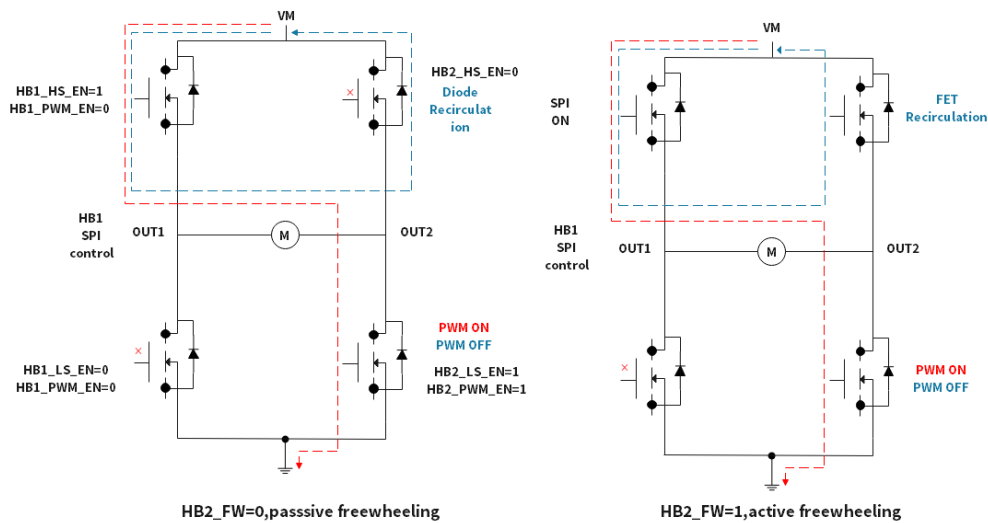 VM
HB1_HS_EN=1
HB1_PWM_EN=0
×
HB2_HS_EN=0
Diode
Recirculat
ion
HB1
SPI
control
OUT1
M
OUT2
×
HB1_LS_EN=0
HB1_PWM_EN=0
PWM ON
PWM OFF
HB2_LS_EN=1
HB2_PWM_EN=1
HB2_FW=0,passsive freewheeling
VM
SPI
ON
FET
Recirculation
HB1
SPI
control
OUT1
M
OUT2
×
PWM ON
PWM OFF
HB2_FW=1,active freewheeling